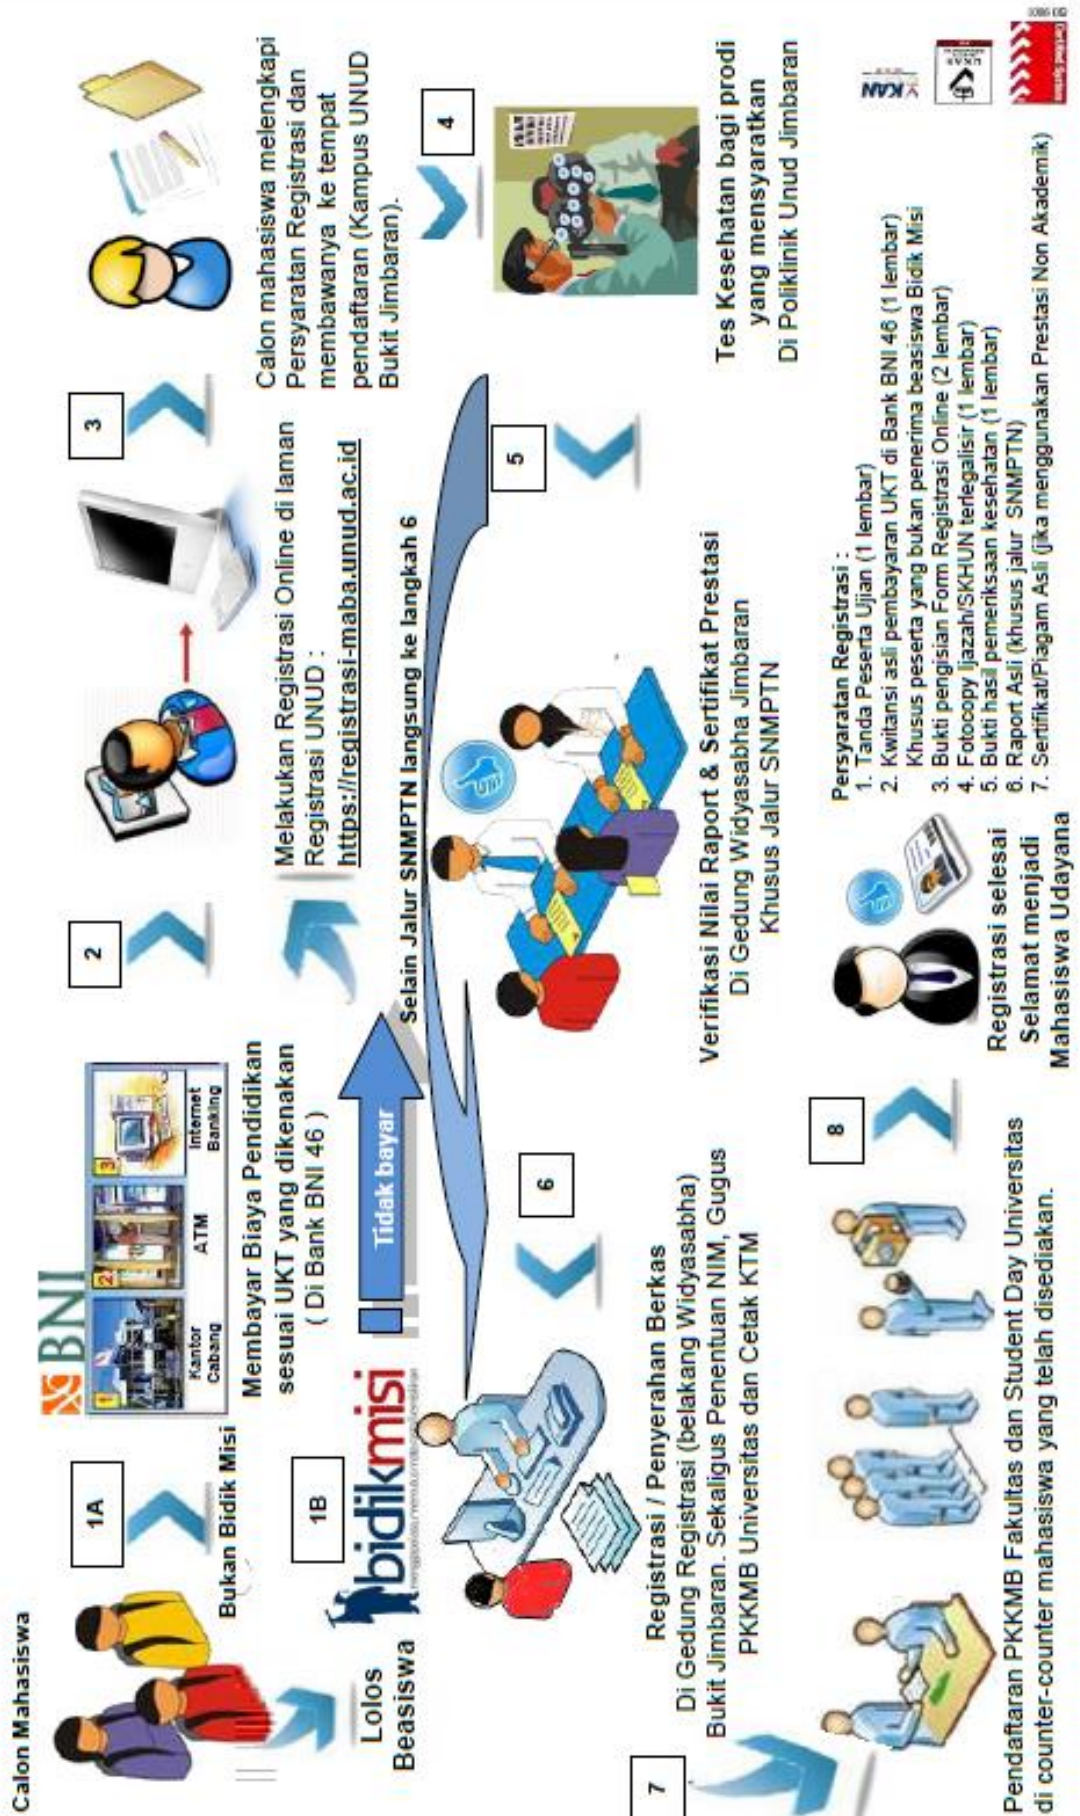 Calon Mahasiswa
1A
Bukan Bidik Misi
BNI
1
2
3
Kantor
Cabang
ATM
Internet
Banking
Membayar Biaya Pendidikan
sesuai UKT yang dikenakan
( Di Bank BNI 46 )
Lolos
Beasiswa
1B
bidikmisi
Tidak bayar
2
Melakukan Registrasi Online di laman
Registrasi UNUD :
https://registrasi-maba.unud.ac.id
3
Calon mahasiswa melengkapi
Persyaratan Registrasi dan
membawanya ke tempat
pendaftaran (Kampus UNUD
Bukit Jimbaran).
4
Tes Kesehatan bagi prodi
yang mensyaratkan
Di Poliklinik Unud Jimbaran
Selain Jalur SNMPTN langsung ke langkah 6
5
Verifikasi Nilai Raport & Sertifikat Prestasi
Di Gedung Widyasabha Jimbaran
Khusus Jalur SNMPTN
6
Registrasi / Penyerahan Berkas
Di Gedung Registrasi (belakang Widyasabha)
Bukit Jimbaran. Sekaligus Penentuan NIM, Gugus
PKKMB Universitas dan Cetak KTM
7
Pendaftaran PKKMB Fakultas dan Student Day Universitas
di counter-counter mahasiswa yang telah disediakan.
8
Registrasi selesai
Selamat menjadi
Mahasiswa Udayana
Persyaratan Registrasi :
1. Tanda Peserta Ujian (1 lembar)
2. Kwitansi asli pembayaran UKT di Bank BNI 46 (1 lembar)
Khusus peserta yang bukan penerima beasiswa Bidik Misi
3. Bukti pengisian Form Registrasi Online (2 lembar)
4. Fotocopy Ijazah/SKHUN terlegalisir (1 lembar)
5. Bukti hasil pemeriksaan kesehatan (1 lembar)
6. Raport Asli (khusus jalur SNMPTN)
7. Sertifikat/Piagam Asli (jika menggunakan Prestasi Non Akademik)
KAN
UKAS
Certified System
ISO 9001